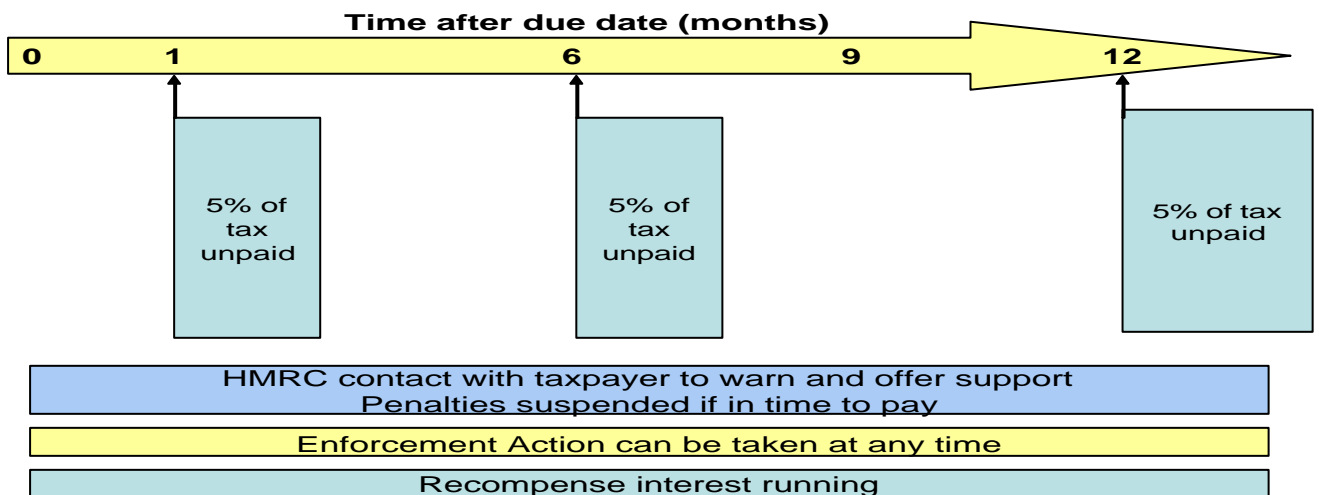 Time after due date (months)
0 1 6 9 12
5% of
tax
unpaid
5% of
tax
unpaid
5% of tax
unpaid
HMRC contact with taxpayer to warn and offer support
Penalties suspended if in time to pay
Enforcement Action can be taken at any time
Recompense interest running